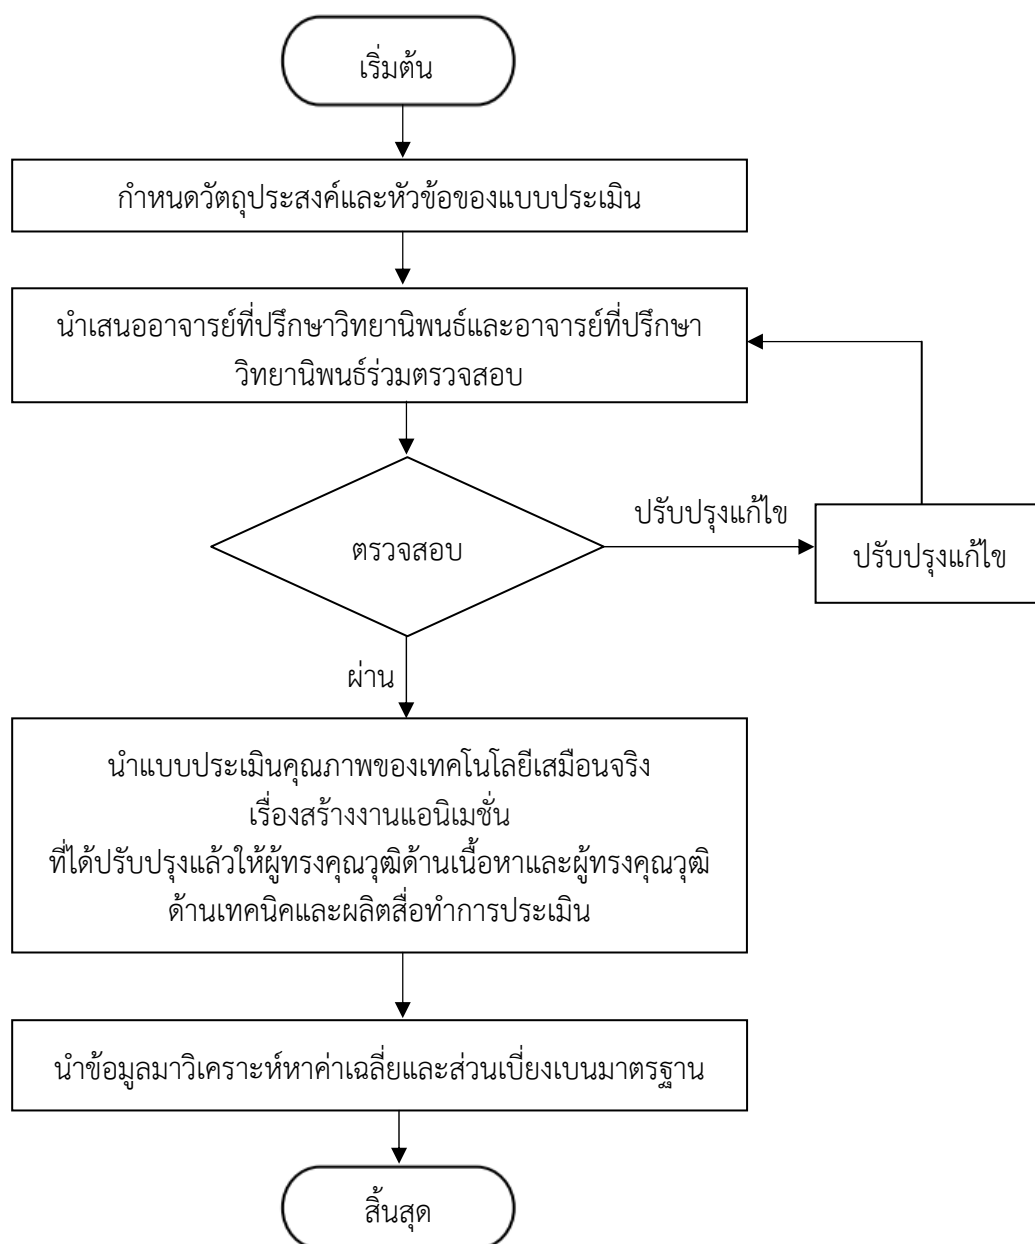 เริ่มต้น
กำหนดวัตถุประสงค์และหัวข้อของแบบประเมิน
นำเสนออาจารย์ที่ปรึกษาวิทยานิพนธ์และอาจารย์ที่ปรึกษา
วิทยานิพนธ์ร่วมตรวจสอบ
ตรวจสอบ
ปรับปรุงแก้ไข
ปรับปรุงแก้ไข
ผ่าน
นำแบบประเมินคุณภาพของเทคโนโลยีเสมือนจริง
เรื่องสร้างงานแอนิเมชั่น
ที่ได้ปรับปรุงแล้วให้ผู้ทรงคุณวุฒิด้านเนื้อหาและผู้ทรงคุณวุฒิ
ด้านเทคนิคและผลิตสื่อทำการประเมิน
นำข้อมูลมาวิเคราะห์หาค่าเฉลี่ยและส่วนเบี่ยงเบนมาตรฐาน
สิ้นสุด